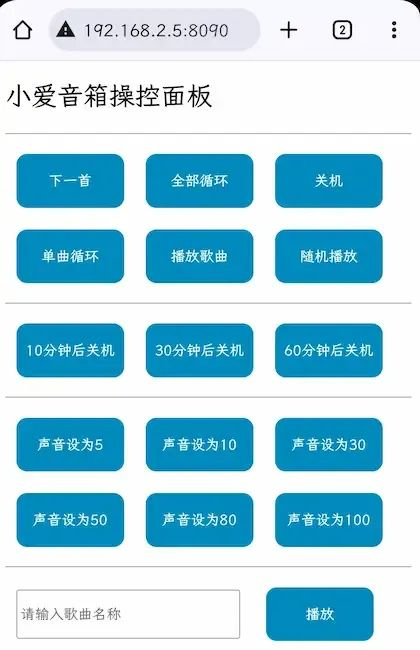 192.168.2.5:8090
2
小爱音箱操控面板
下一首 全部循环 关机
单曲循环 播放歌曲 随机播放
10分钟后关机 30分钟后关机 60分钟后关机
声音设为5 声音设为10 声音设为30
声音设为50 声音设为80 声音设为100
请输入歌曲名称 播放